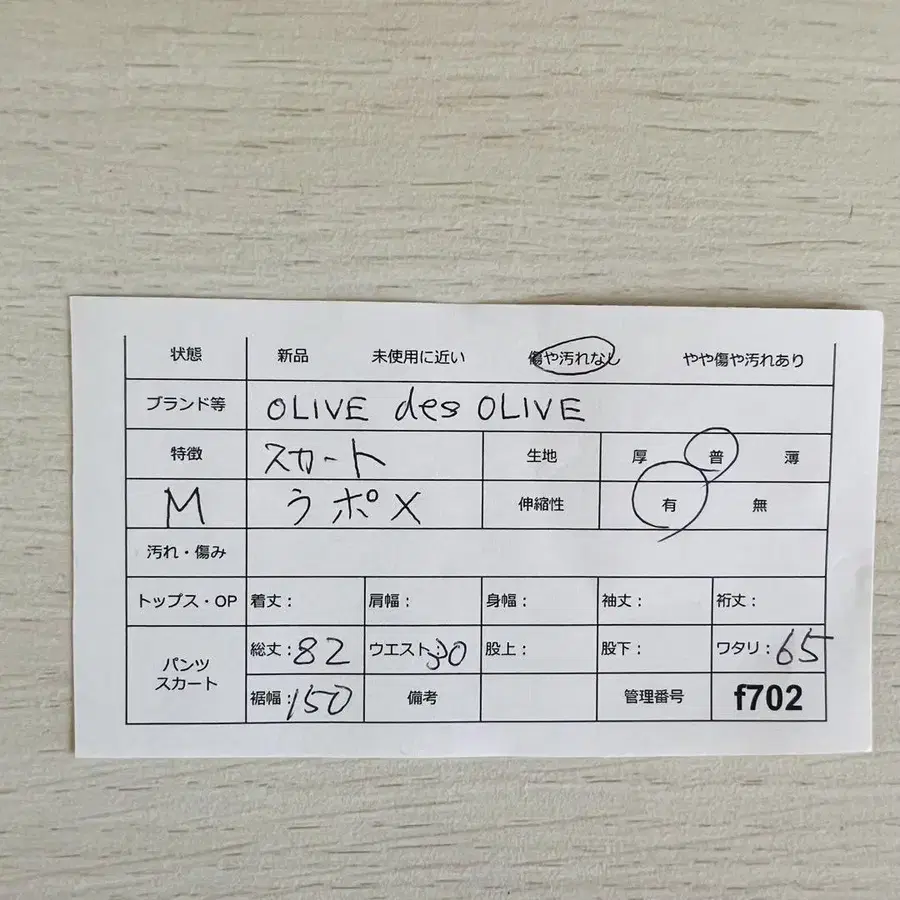 状態 新品 未使用に近い 傷や汚れなし やや傷や汚れあり
ブランド等 OLIVE des OLIVE
特徴 スカート 生地 厚 普 薄
M うポX 伸縮性 有 無
汚れ・傷み
トップス・OP 着丈: 肩幅: 身幅: 袖丈: 裄丈:
パンツ スカート 総丈:82 ウエスト:30 股上: 股下: ワタリ:65
裾幅:150 備考 管理番号 f702